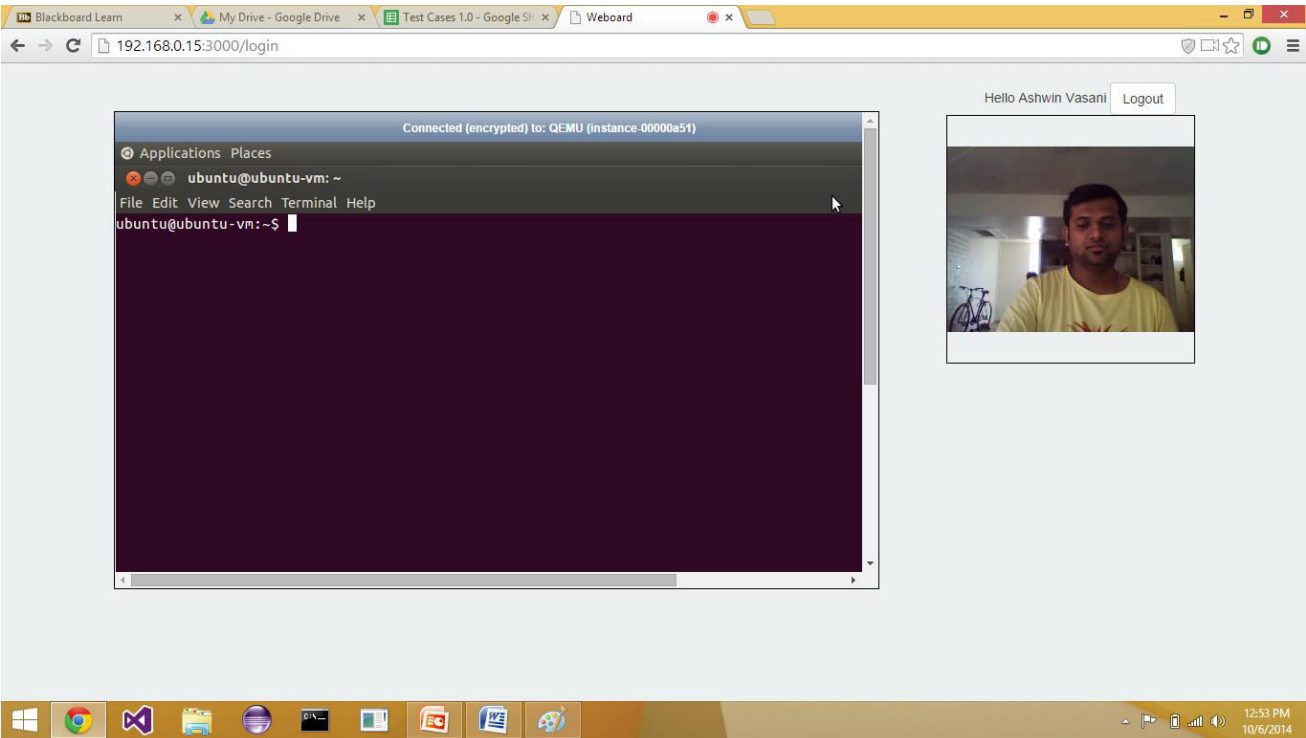 Blackboard Learn
My Drive - Google Drive
Test Cases 1.0 - Google Sh
Weboard
192.168.0.15:3000/login
Hello Ashwin Vasani Logout
Connected (encrypted) to: QEMU (instance-00000a51)
Applications Places
ubuntu@ubuntu-vm: ~
File Edit View Search Terminal Help
ubuntu@ubuntu-vm:~$
12:53 PM
10/6/2014